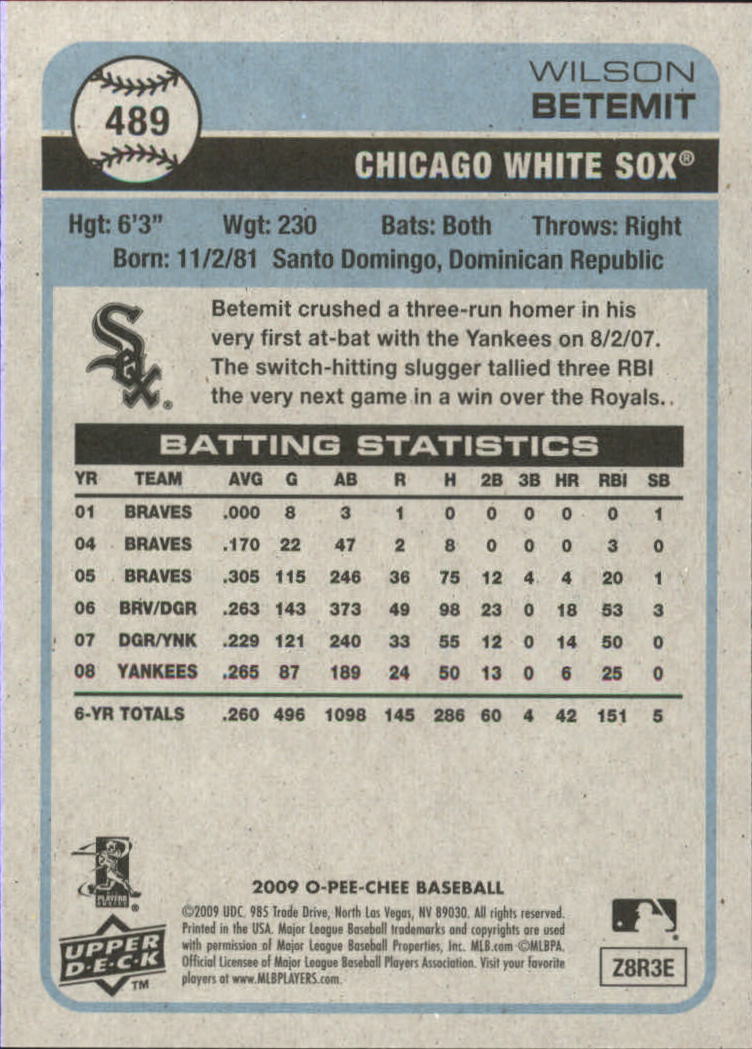 489
WILSON
BETEMIT
CHICAGO WHITE SOX®
Hgt: 6'3" Wgt: 230 Bats: Both Throws: Right
Born: 11/2/81 Santo Domingo, Dominican Republic
Sox®
Betemit crushed a three-run homer in his
very first at-bat with the Yankees on 8/2/07.
The switch-hitting slugger tallied three RBI
the very next game in a win over the Royals..
BATTING STATISTICS
YR TEAM AVG G AB R H 2B 3B HR RBI SB
01 BRAVES .000 8 3 1 0 0 0 0 0 1
04 BRAVES .170 22 47 2 8 0 0 0 3 0
05 BRAVES .305 115 246 36 75 12 4 4 20 1
06 BRV/DGR .263 143 373 49 98 23 0 18 53 3
07 DGR/YNK .229 121 240 33 55 12 0 14 50 0
08 YANKEES .265 87 189 24 50 13 0 6 25 0
6-YR TOTALS .260 496 1098 145 286 60 4 42 151 5
PLAYERS
CHOICE
®
2009 O-PEE-CHEE BASEBALL
©2009 UDC. 985 Trade Drive, North Las Vegas, NV 89030. All rights reserved.
Printed in the USA. Major League Baseball trademarks and copyrights are used
with permission of Major League Baseball Properties, Inc. MLB.com ©MLBPA.
Official Licensee of Major League Baseball Players Association. Visit your favorite
players at www.MLBPLAYERS.com.
UPPER
D·E·C·K
TM
Z8R3E